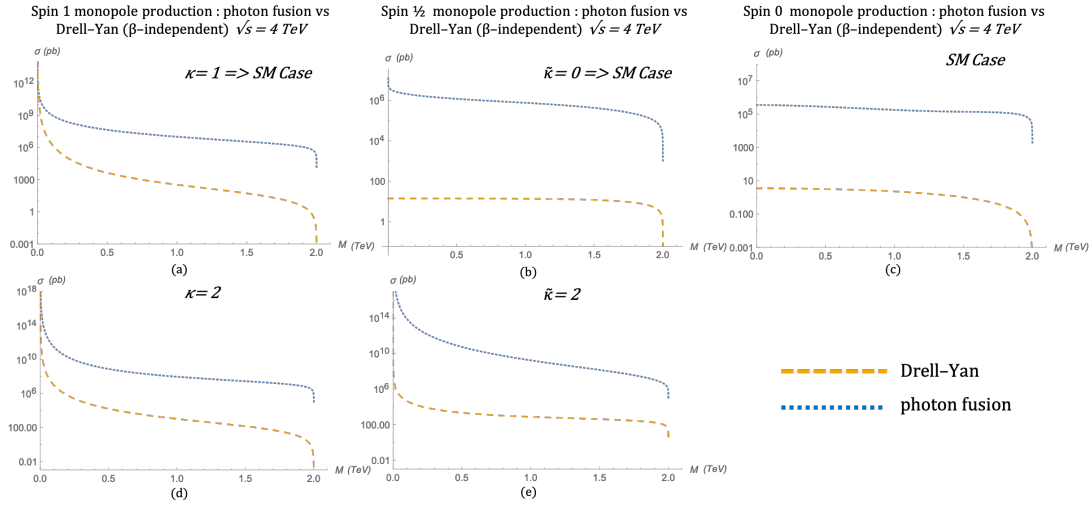 Spin 1 monopole production : photon fusion vs
Drell–Yan (β–independent) √s = 4 TeV
σ (pb)
κ= 1 => SM Case
10^12
10^9
10^6
1000
1
0.001
0.0
0.5
1.0
1.5
2.0
M (TeV)
(a)
Spin ½ monopole production : photon fusion vs
Drell–Yan (β–independent) √s = 4 TeV
σ (pb)
κ̃= 0 => SM Case
10^6
10^4
100
1
0.5
1.0
1.5
2.0
M (TeV)
(b)
Spin 0 monopole production : photon fusion vs
Drell–Yan (β–independent) √s = 4 TeV
σ (pb)
SM Case
10^7
10^5
1000
10
0.100
0.001
0.0
0.5
1.0
1.5
2.0
M (TeV)
(c)
σ (pb)
κ= 2
10^18
10^14
10^10
10^6
100.00
0.01
0.0
0.5
1.0
1.5
2.0
M (TeV)
(d)
σ (pb)
κ̃= 2
10^14
10^10
10^6
100.00
0.01
0.0
0.5
1.0
1.5
2.0
M (TeV)
(e)
Drell–Yan
photon fusion